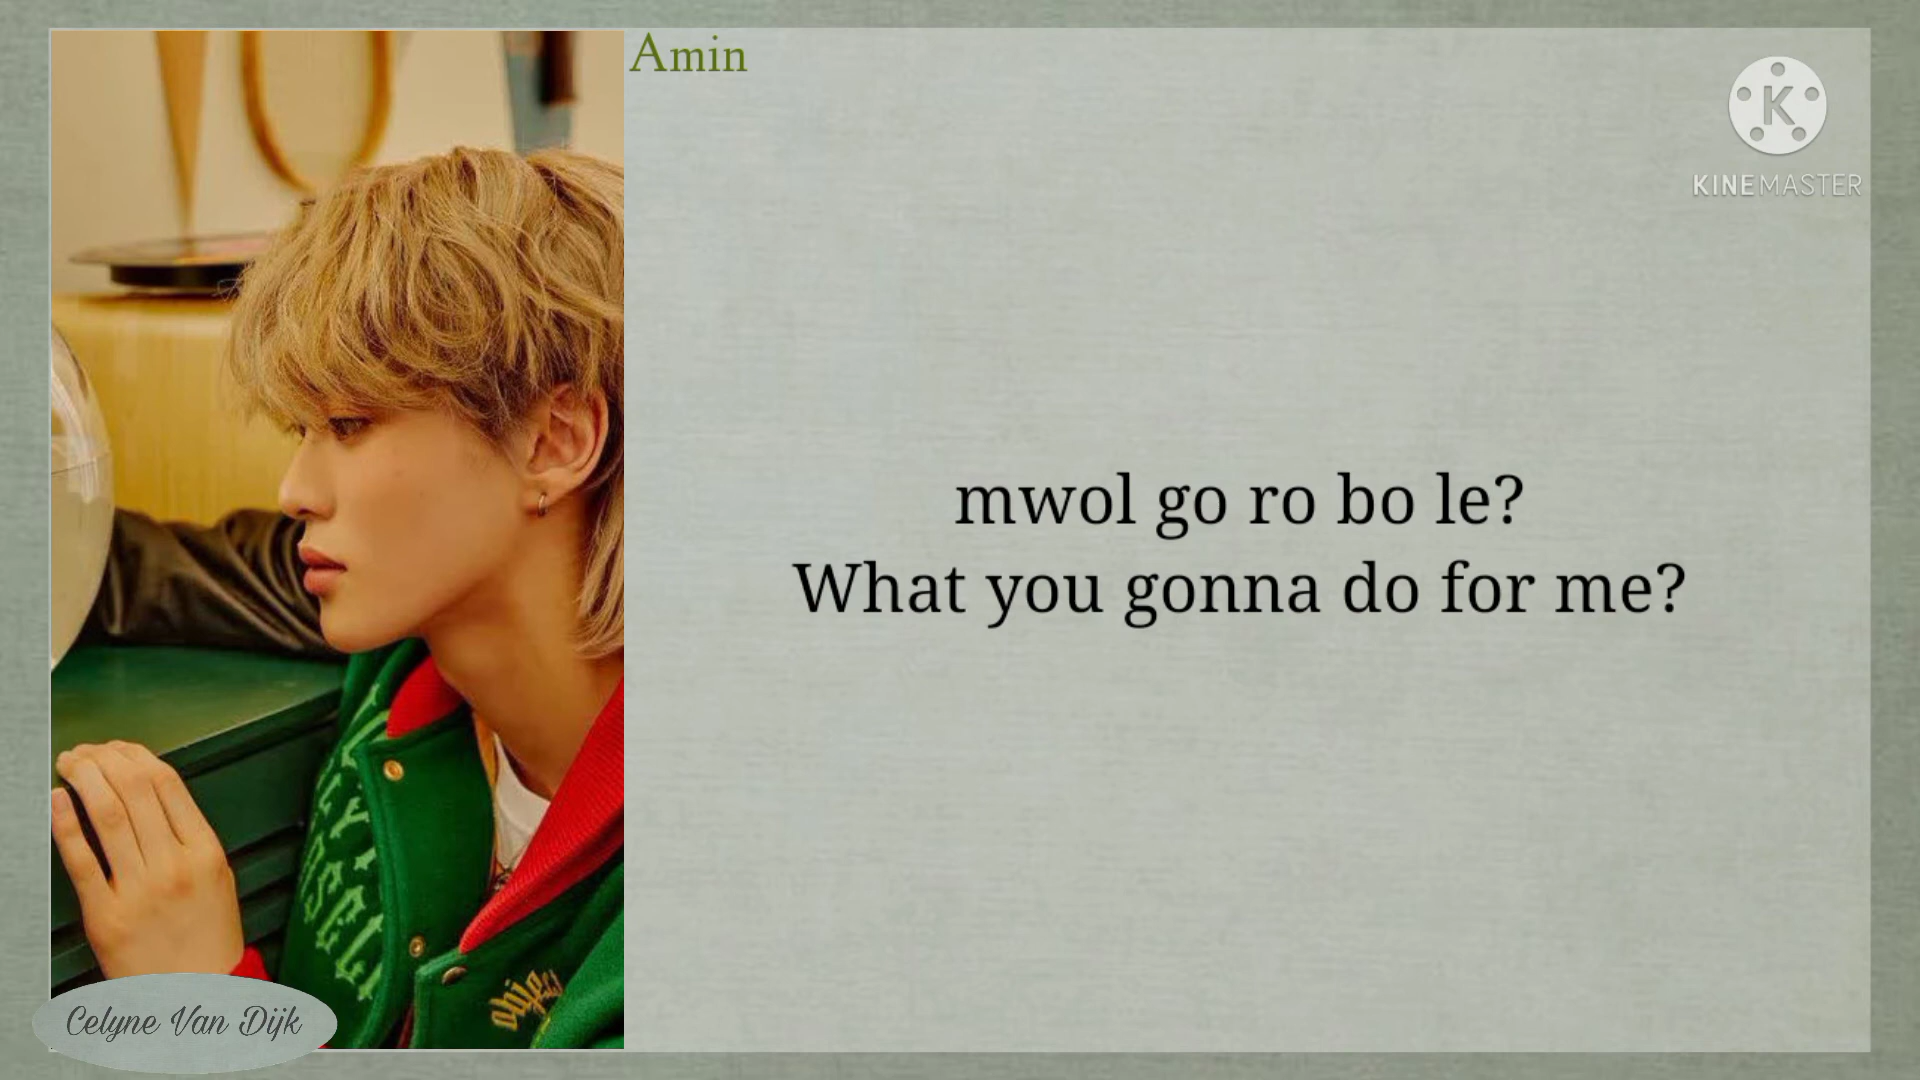 Amin
KINEMASTER
mwol go ro bo le?
What you gonna do for me?
Celyne Van Dijk